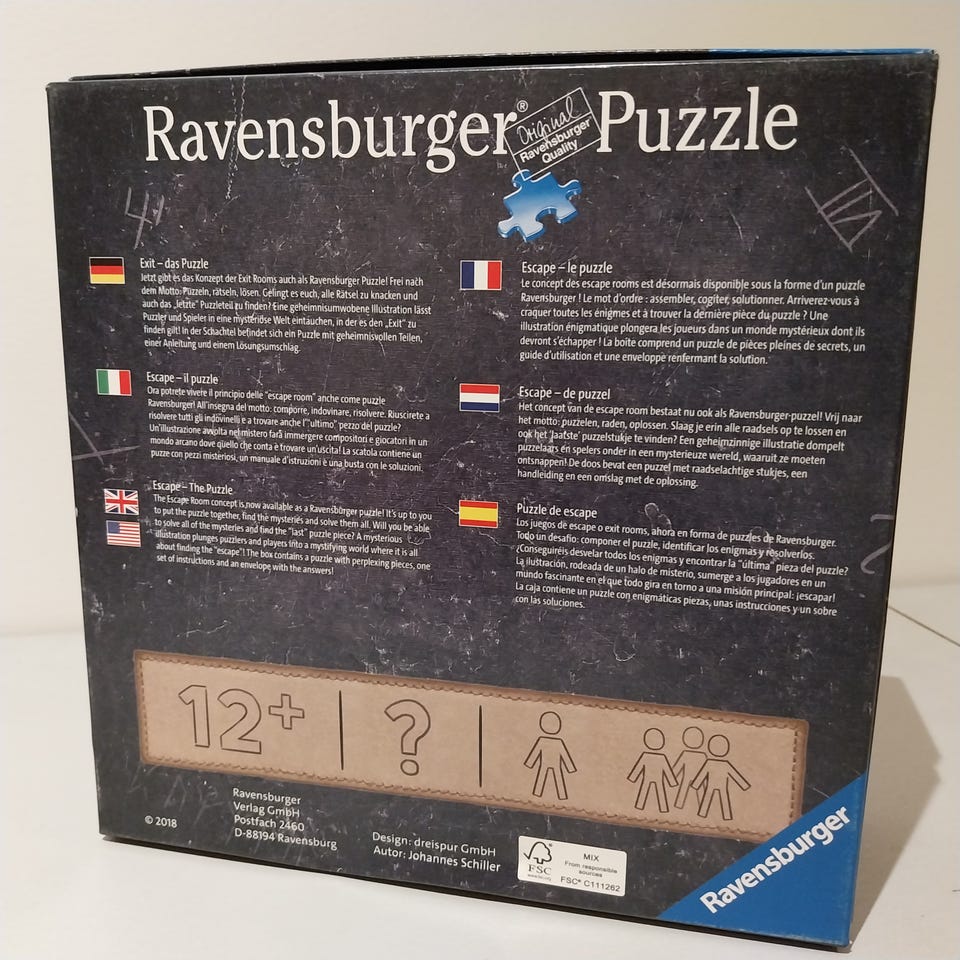 Ravensburger® Puzzle
Original
Ravensburger
Quality
Exit – das Puzzle
Jetzt gibt es das Konzept der Exit Rooms auch als Ravensburger Puzzle! Frei nach
dem Motto: Puzzeln, rätseln, lösen. Gelingt es euch, alle Rätsel zu knacken und
auch das „letzte“ Puzzleteil zu finden? Eine geheimnisumwobene Illustration lässt
Puzzler und Spieler in eine mysteriöse Welt eintauchen, in der es den „Exit“ zu
finden gilt! In der Schachtel befindet sich ein Puzzle mit geheimnisvollen Teilen,
einer Anleitung und einem Lösungsumschlag.
Escape – il puzzle
Ora potrete vivere il principio delle "escape room" anche come puzzle
Ravensburger! All'insegna del motto: comporre, indovinare, risolvere. Riuscirete a
risolvere tutti gli indovinelli e a trovare anche l'"ultimo" pezzo del puzzle?
Un'illustrazione avvolta nel mistero farà immergere compositori e giocatori in un
mondo arcano dove quello che conta è trovare un'uscita! La scatola contiene un
puzze con pezzi misteriosi, un manuale d'istruzioni e una busta con le soluzioni.
Escape – The Puzzle
The Escape Room concept is now available as a Ravensburger puzzle! It's up to you
to put the puzzle together, find the mysteries and solve them all. Will you be able
to solve all of the mysteries and find the "last" puzzle piece? A mysterious
illustration plunges puzzlers and players into a mystifying world where it is all
about finding the "escape"! The box contains a puzzle with perplexing pieces, one
set of instructions and an envelope with the answers!
Escape – le puzzle
Le concept des escape rooms est désormais disponible sous la forme d'un puzzle
Ravensburger ! Le mot d'ordre : assembler, cogiter, solutionner. Arriverez-vous à
craquer toutes les énigmes et à trouver la dernière pièce du puzzle ? Une
illustration énigmatique plongera les joueurs dans un monde mystérieux dont ils
devront s'échapper ! La boîte comprend un puzzle de pièces pleines de secrets, un
guide d'utilisation et une enveloppe renfermant la solution.
Escape – de puzzel
Het concept van de escape room bestaat nu ook als Ravensburger-puzzel! Vrij naar
het motto: puzzelen, raden, oplossen. Slaag je erin alle raadsels op te lossen en
ook het 'laatste' puzzelstukje te vinden? Een geheimzinnige illustratie dompelt
puzzelaars en spelers onder in een mysterieuze wereld, waaruit ze moeten
ontsnappen! De doos bevat een puzzel met raadselachtige stukjes, een
handleiding en een omslag met de oplossing.
Puzzle de escape
Los juegos de escape o exit rooms, ahora en forma de puzzles de Ravensburger.
Todo un desafío: componer el puzzle, identificar los enigmas y resolverlos.
¿Conseguiréis desvelar todos los enigmas y encontrar la "última" pieza del puzzle?
La ilustración, rodeada de un halo de misterio, sumerge a los jugadores en un
mundo fascinante en el que todo gira en torno a una misión principal: ¡escapar!
La caja contiene un puzzle con enigmáticas piezas, unas instrucciones y un sobre
con las soluciones.
12+ | ? |
© 2018
Ravensburger
Verlag GmbH
Postfach 2460
D-88194 Ravensburg
Design: dreispur GmbH
Autor: Johannes Schiller
FSC
www.fsc.org
MIX
From responsible
sources
FSC® C111262
Ravensburger